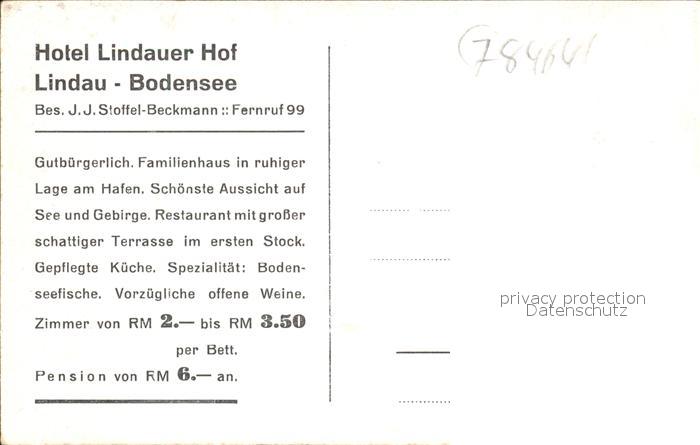 Hotel Lindauer Hof
Lindau - Bodensee
Bes. J. J. Stoffel-Beckmann :: Fernruf 99
Gutbürgerlich. Familienhaus in ruhiger
Lage am Hafen. Schönste Aussicht auf
See und Gebirge. Restaurant mit großer
schattiger Terrasse im ersten Stock.
Gepflegte Küche. Spezialität: Boden-
seefische. Vorzügliche offene Weine.
Zimmer von RM 2.— bis RM 3.50
per Bett.
Pension von RM 6.— an.
privacy protection
Datenschutz